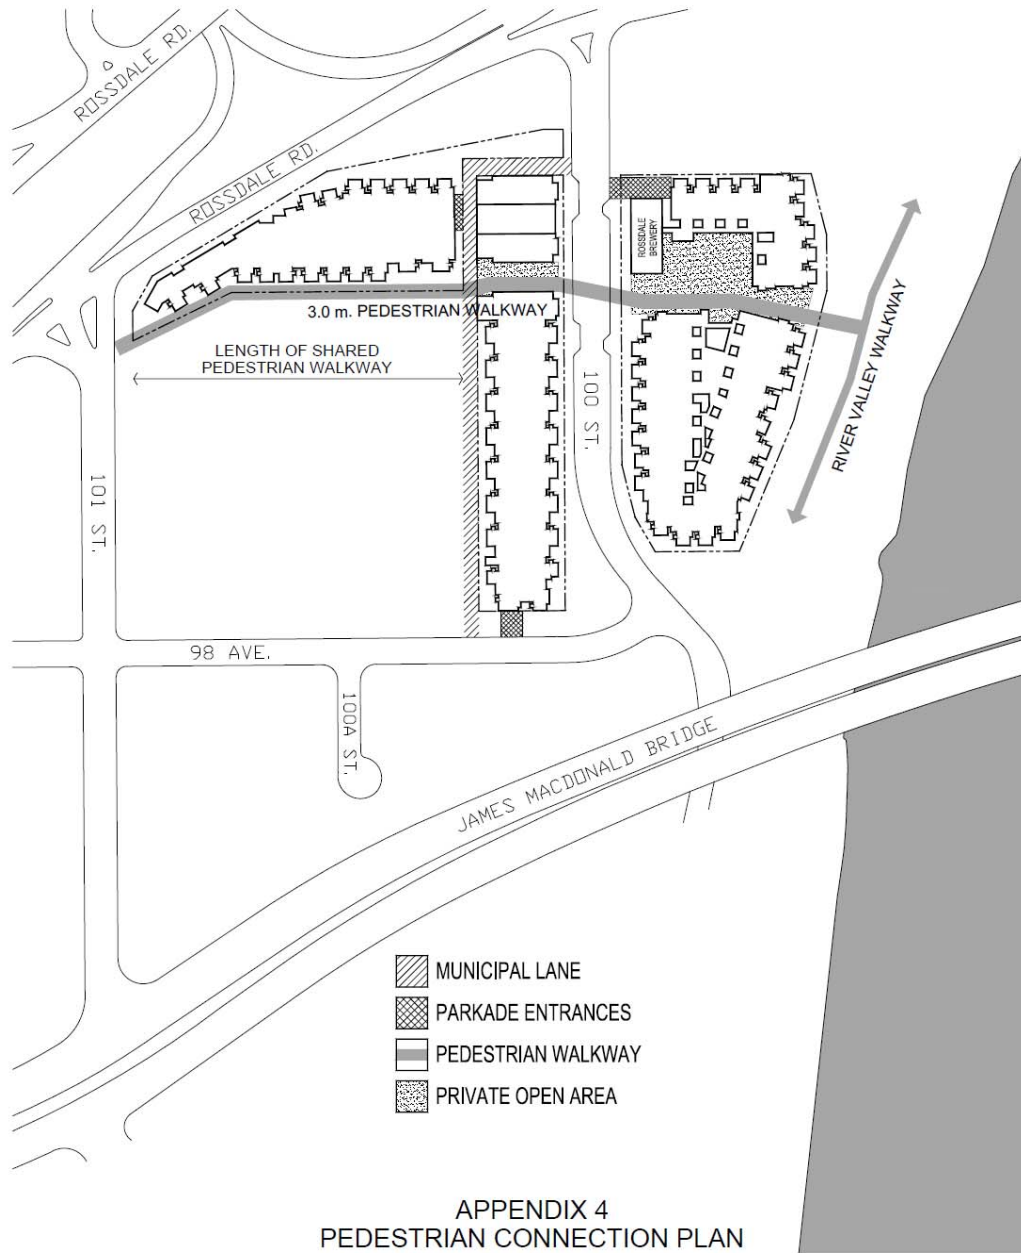 ROSSDALE RD.
ROSSDALE RD.
ROSSDALE
BREWERY
3.0 m. PEDESTRIAN WALKWAY
LENGTH OF SHARED
PEDESTRIAN WALKWAY
RIVER VALLEY WALKWAY
100 ST.
101 ST.
98 AVE.
100A ST.
JAMES MACDONALD BRIDGE
MUNICIPAL LANE
PARKADE ENTRANCES
PEDESTRIAN WALKWAY
PRIVATE OPEN AREA
APPENDIX 4
PEDESTRIAN CONNECTION PLAN